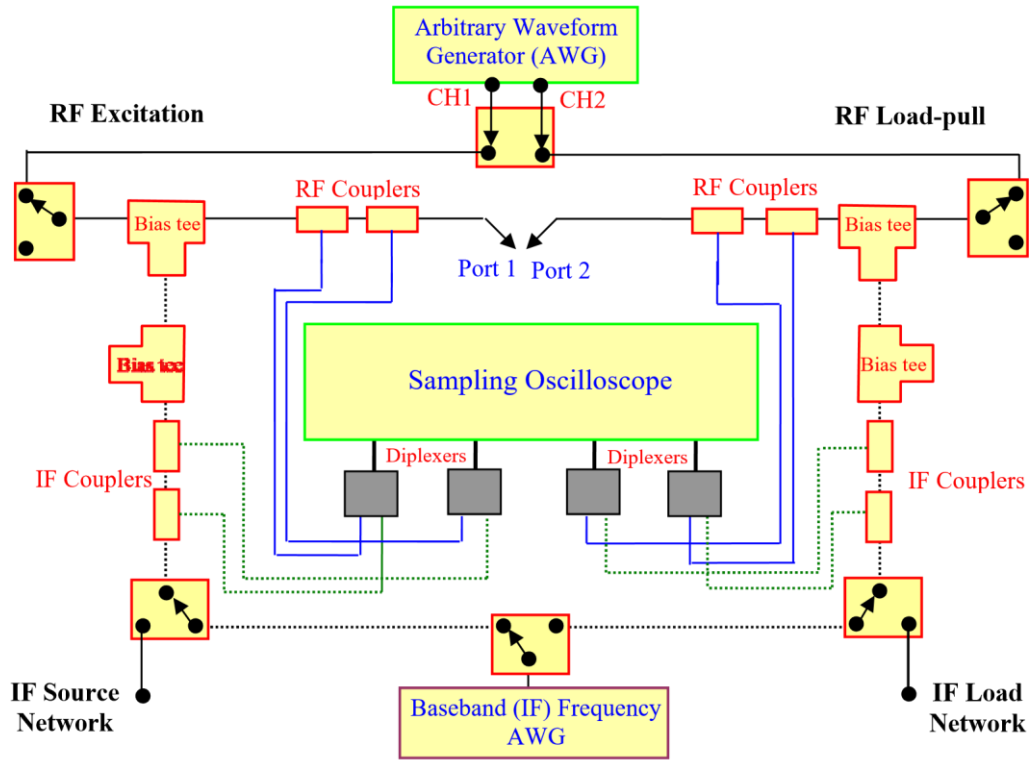 Arbitrary Waveform
Generator (AWG)
CH1
CH2
RF Excitation
RF Load-pull
RF Couplers
RF Couplers
Bias tee
Bias tee
Port 1
Port 2
Bias tee
Sampling Oscilloscope
Bias tee
Diplexers
Diplexers
IF Couplers
IF Couplers
IF Source
Network
Baseband (IF) Frequency
AWG
IF Load
Network